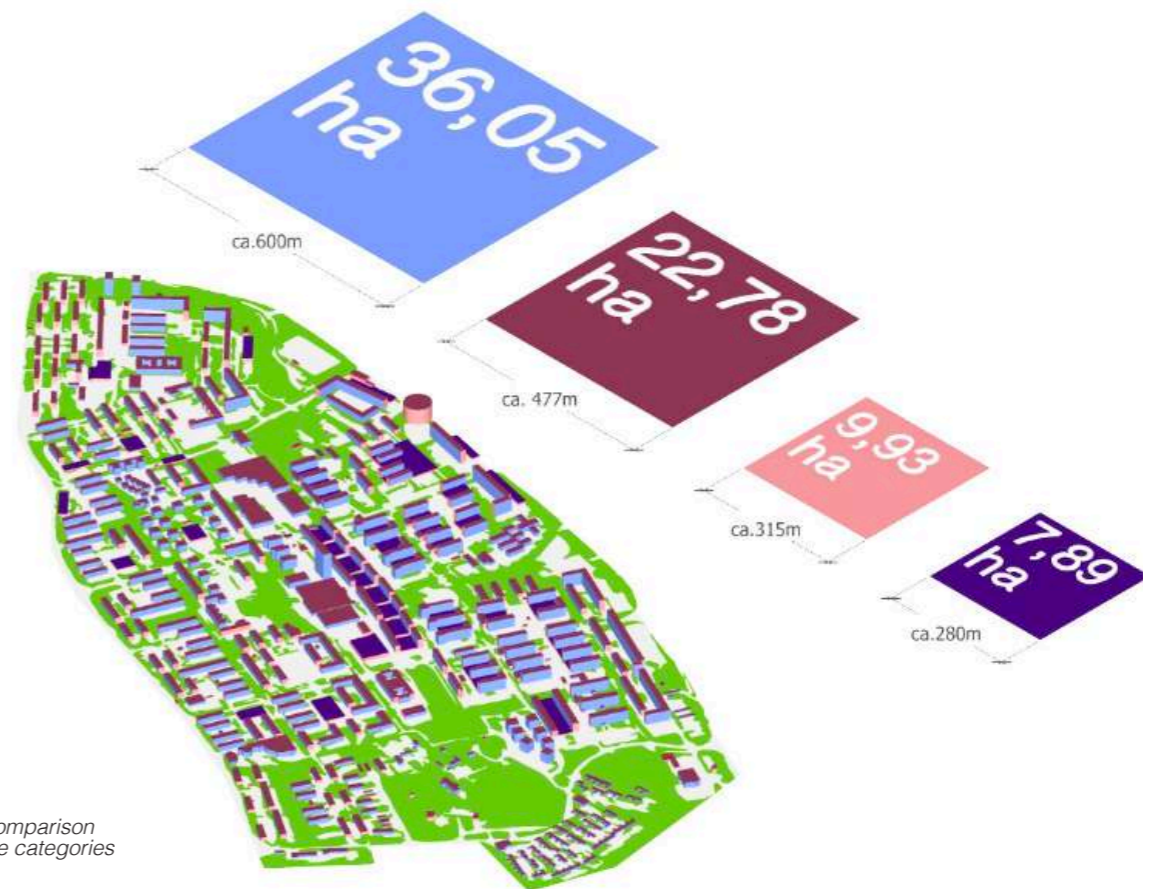 36,05
ha
ca.600m
22,78
ha
ca. 477m
9,93
ha
ca.315m
7,89
ha
ca.280m
omparison
e categories